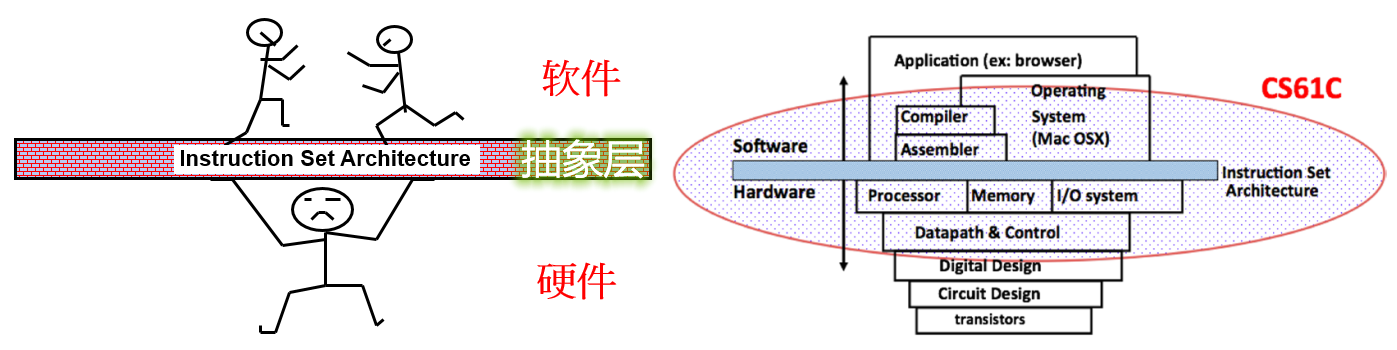 软件
Instruction Set Architecture
抽象层
硬件
CS61C
Application (ex: browser)
Operating
System
(Mac OSX)
Compiler
Assembler
Software
Hardware
Instruction Set
Architecture
Processor
Memory
I/O system
Datapath & Control
Digital Design
Circuit Design
transistors